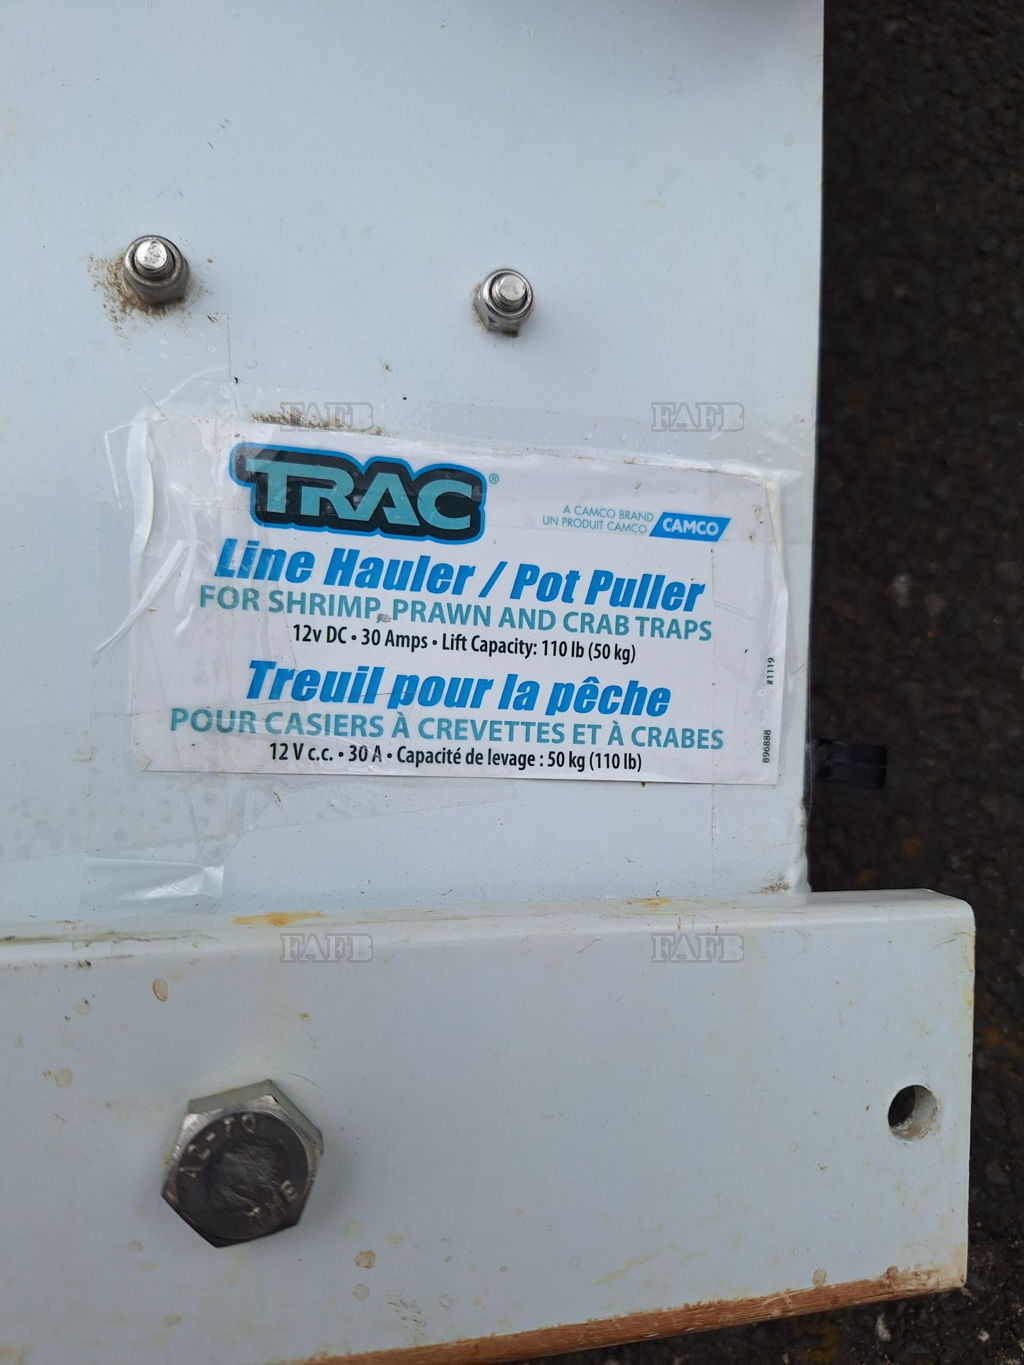 FAFB FAFB
TRAC®
A CAMCO BRAND
UN PRODUIT CAMCO
CAMCO
Line Hauler / Pot Puller
FOR SHRIMP, PRAWN AND CRAB TRAPS
12v DC • 30 Amps • Lift Capacity: 110 lb (50 kg)
Treuil pour la pêche
POUR CASIERS À CREVETTES ET À CRABES
12 V c.c. • 30 A • Capacité de levage : 50 kg (110 lb)
#1119
896888
FAFB FAFB
A2-70